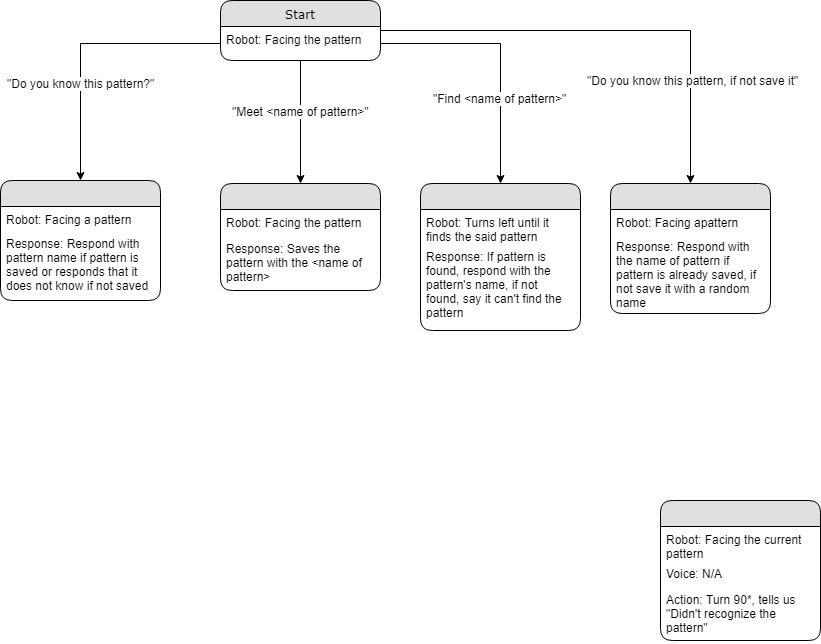 Start
Robot: Facing the pattern
"Do you know this pattern?"
"Meet <name of pattern>"
"Find <name of pattern>"
"Do you know this pattern, if not save it"
Robot: Facing a pattern
Response: Respond with
pattern name if pattern is
saved or responds that it
does not know if not saved
Robot: Facing the pattern
Response: Saves the
pattern with the <name of
pattern>
Robot: Turns left until it
finds the said pattern
Response: If pattern is
found, respond with the
pattern's name, if not
found, say it can't find the
pattern
Robot: Facing apattern
Response: Respond with
the name of pattern if
pattern is already saved, if
not save it with a random
name
Robot: Facing the current
pattern
Voice: N/A
Action: Turn 90*, tells us
"Didn't recognize the
pattern"